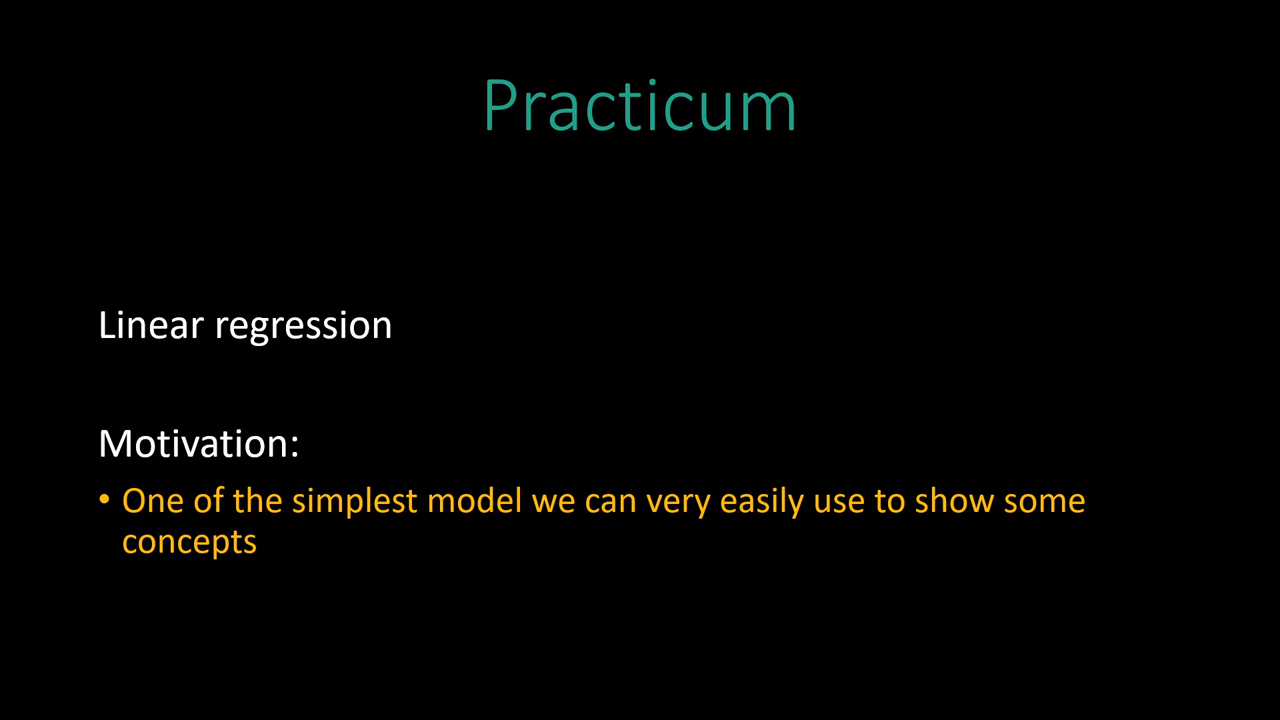 Practicum
Linear regression
Motivation:
• One of the simplest model we can very easily use to show some
concepts